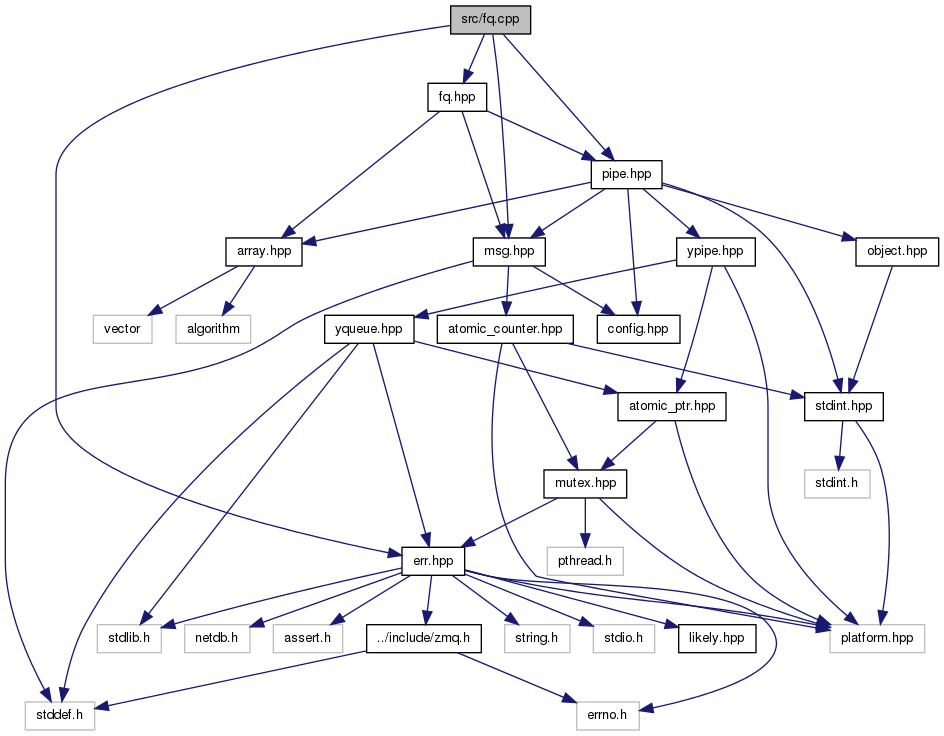 src/fq.cpp
fq.hpp
pipe.hpp
array.hpp
msg.hpp
ypipe.hpp
object.hpp
vector
algorithm
yqueue.hpp
atomic_counter.hpp
config.hpp
atomic_ptr.hpp
stdint.hpp
mutex.hpp
stdint.h
err.hpp
pthread.h
stdlib.h
netdb.h
assert.h
../include/zmq.h
string.h
stdio.h
likely.hpp
platform.hpp
stddef.h
errno.h